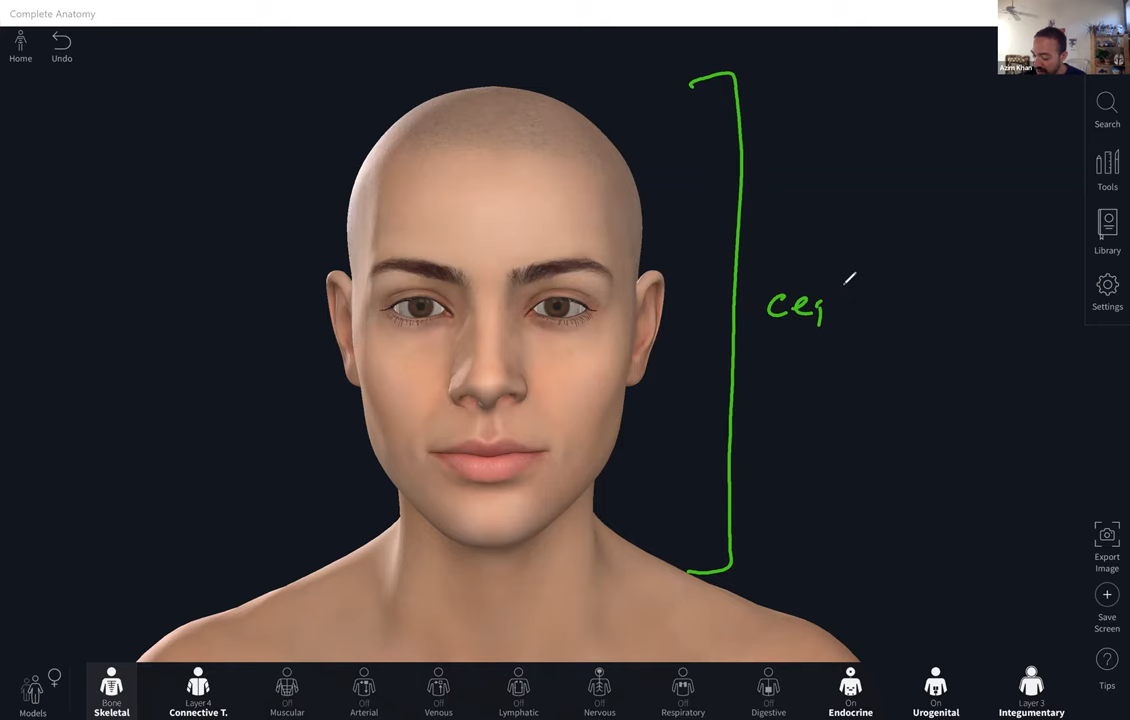 Complete Anatomy
Azim Khan
Home
Undo
Search
Tools
Library
Settings
Export
Image
Save
Screen
Tips
Models
Bone
Skeletal
Layer 4
Connective T.
Off
Muscular
Off
Arterial
Off
Venous
Off
Lymphatic
Off
Nervous
Off
Respiratory
Off
Digestive
On
Endocrine
On
Urogenital
Layer 3
Integumentary